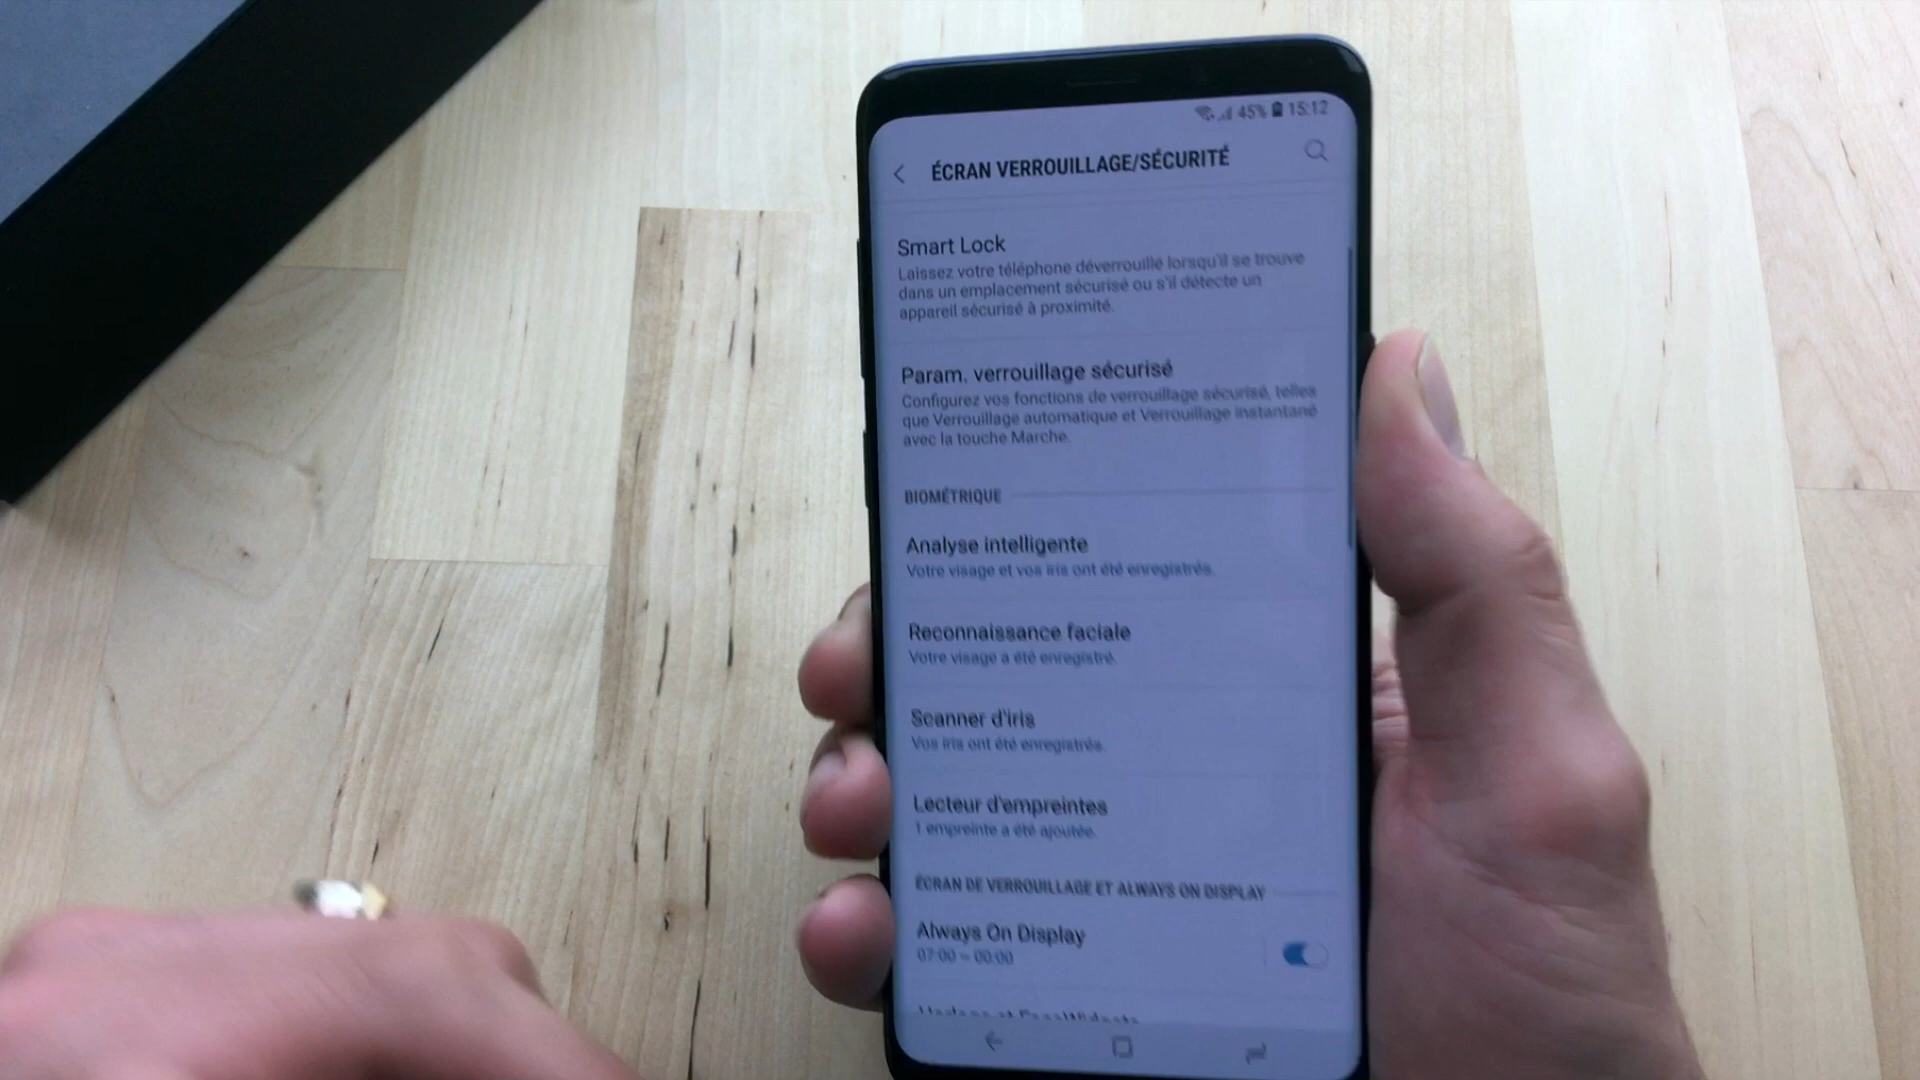 45% 15:12
ÉCRAN VERROUILLAGE/SÉCURITÉ
Smart Lock
Laissez votre téléphone déverrouillé lorsqu'il se trouve
dans un emplacement sécurisé ou s'il détecte un
appareil sécurisé à proximité.
Param. verrouillage sécurisé
Configurez vos fonctions de verrouillage sécurisé, telles
que Verrouillage automatique et Verrouillage instantané
avec la touche Marche.
BIOMÉTRIQUE
Analyse intelligente
Votre visage et vos iris ont été enregistrés.
Reconnaissance faciale
Votre visage a été enregistré.
Scanner d'iris
Vos iris ont été enregistrés.
Lecteur d'empreintes
1 empreinte a été ajoutée.
ÉCRAN DE VERROUILLAGE ET ALWAYS ON DISPLAY
Always On Display
07:00 – 00:00